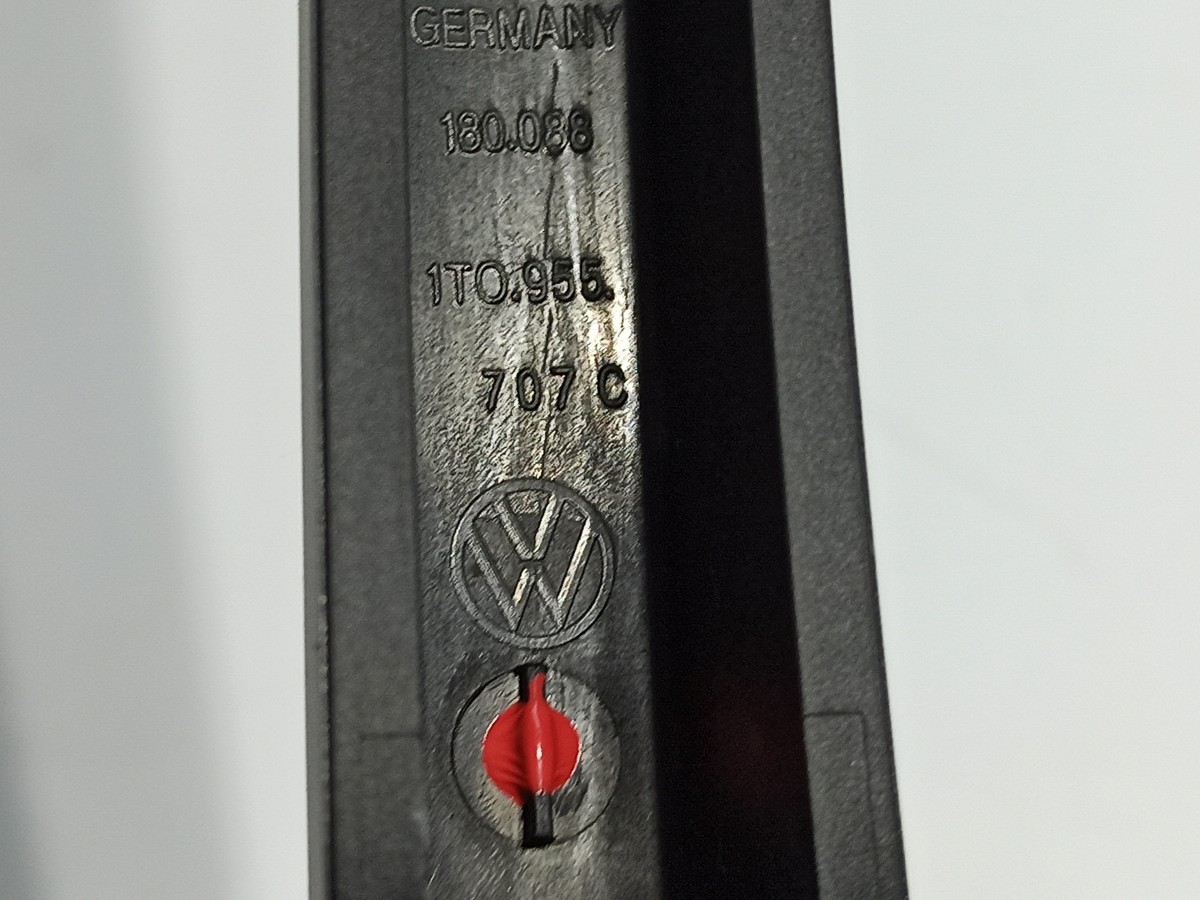 GERMANY
180.088
1TO.955.
707 C